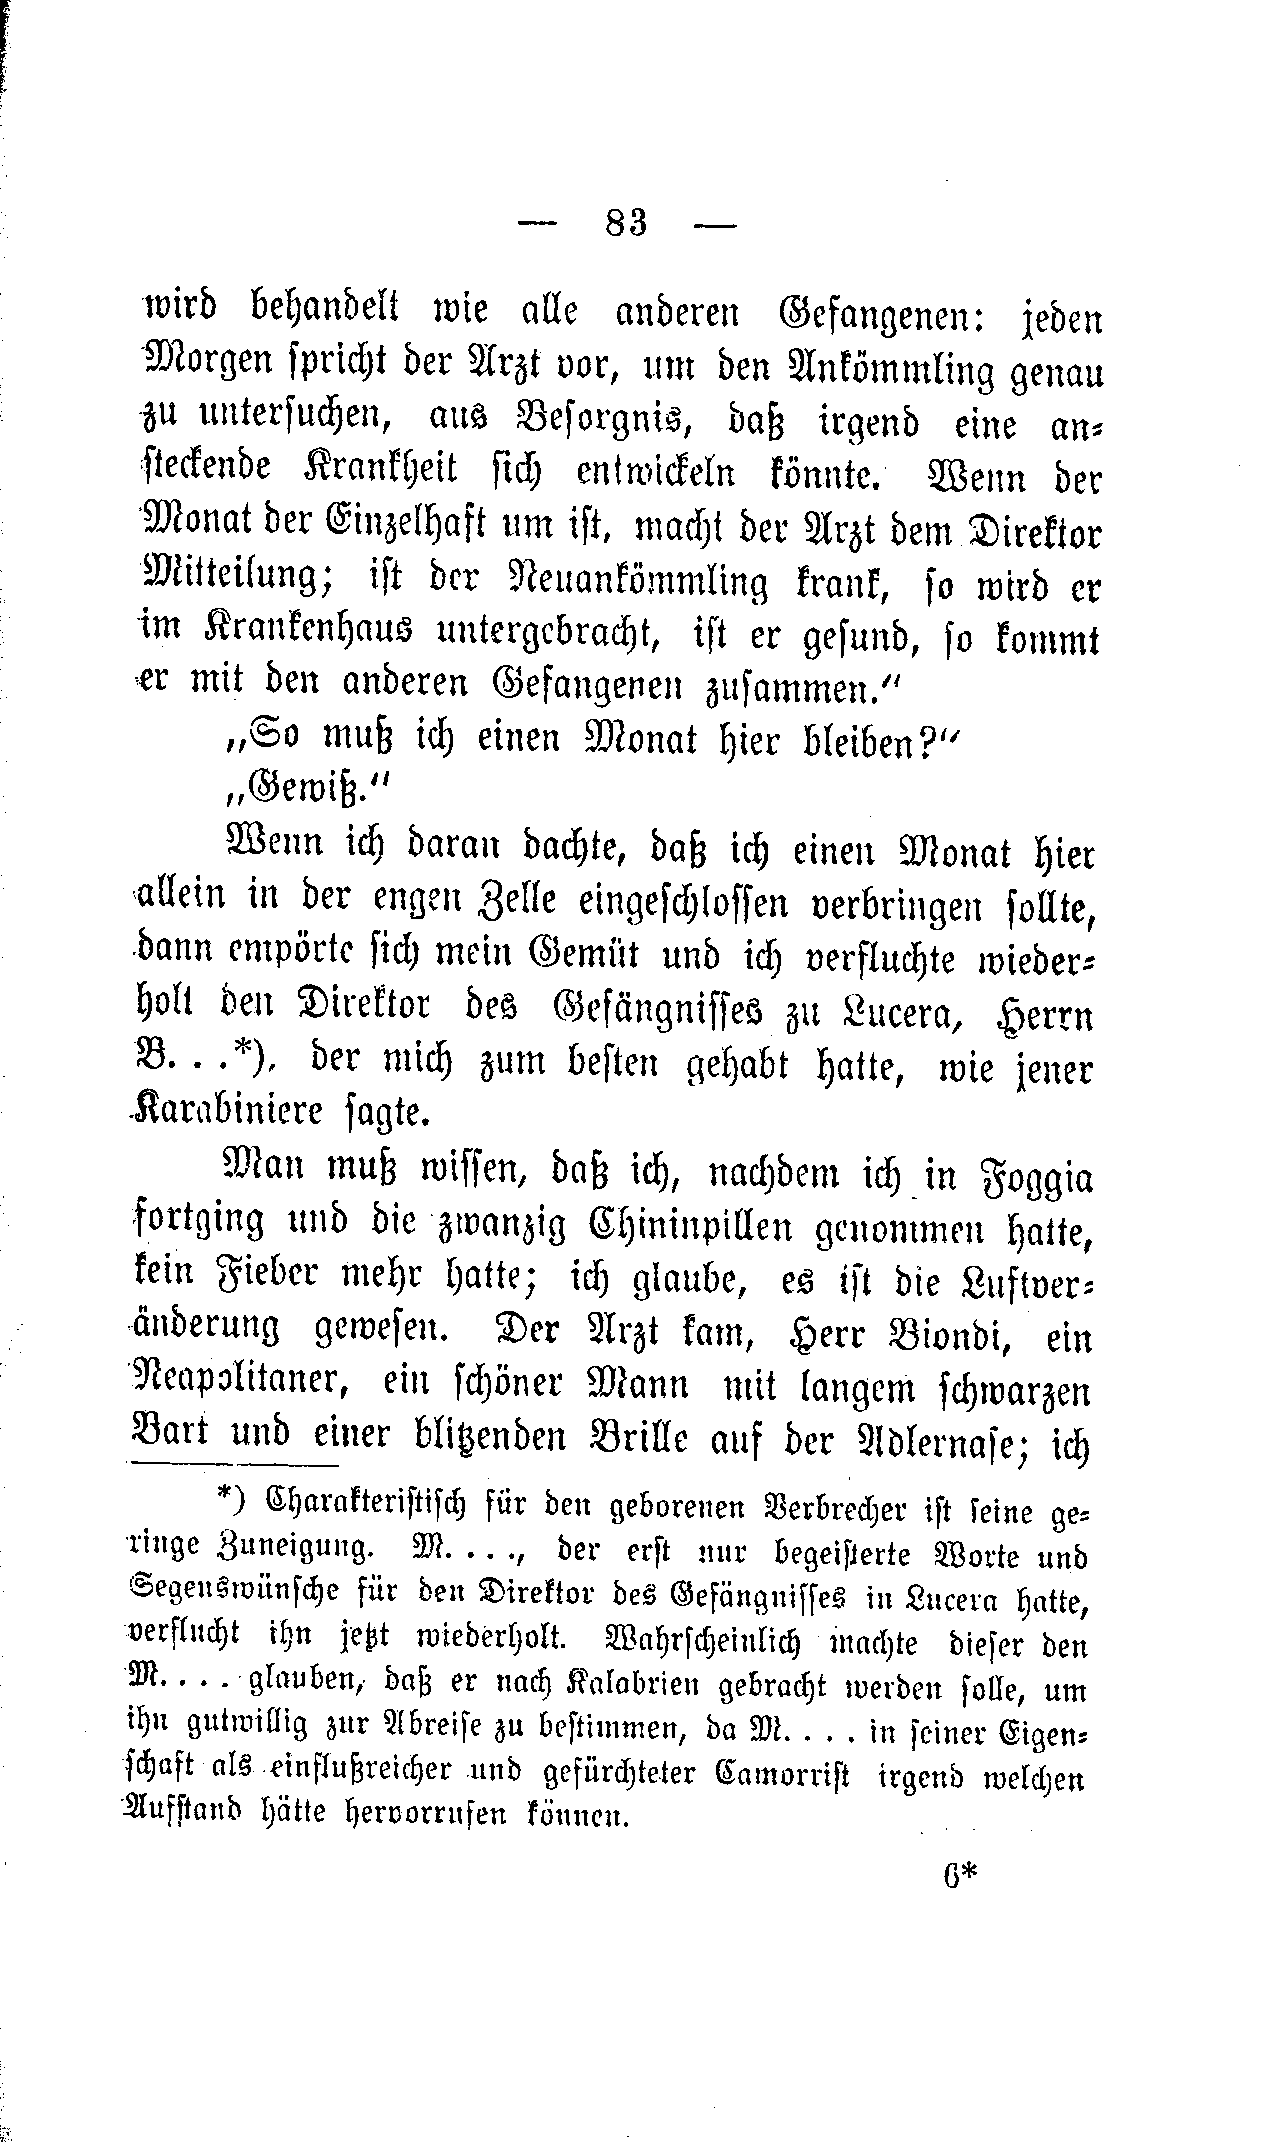 — 83 —
wird behandelt wie alle anderen Gefangenen: jeden
Morgen spricht der Arzt vor, um den Ankömmling genau
zu untersuchen, aus Besorgnis, daß irgend eine an-
steckende Krankheit sich entwickeln könnte. Wenn der
Monat der Einzelhaft um ist, macht der Arzt dem Direktor
Mitteilung; ist der Neuankömmling krank, so wird er
im Krankenhaus untergebracht, ist er gesund, so kommt
er mit den anderen Gefangenen zusammen."
„So muß ich einen Monat hier bleiben?"
„Gewiß."
Wenn ich daran dachte, daß ich einen Monat hier
allein in der engen Zelle eingeschlossen verbringen sollte,
dann empörte sich mein Gemüt und ich verfluchte wieder-
holt den Direktor des Gefängnisses zu Lucera, Herrn
B. . .*), der mich zum besten gehabt hatte, wie jener
Karabiniere sagte.
Man muß wissen, daß ich, nachdem ich in Foggia
fortging und die zwanzig Chininpillen genommen hatte,
kein Fieber mehr hatte; ich glaube, es ist die Luftver-
änderung gewesen. Der Arzt kam, Herr Biondi, ein
Neapolitaner, ein schöner Mann mit langem schwarzen
Bart und einer blitzenden Brille auf der Adlernase; ich
*) Charakteristisch für den geborenen Verbrecher ist seine ge-
ringe Zuneigung. M. . . ., der erst nur begeisterte Worte und
Segenswünsche für den Direktor des Gefängnisses in Lucera hatte,
verflucht ihn jetzt wiederholt. Wahrscheinlich machte dieser den
M. . . . glauben, daß er nach Kalabrien gebracht werden solle, um
ihn gutwillig zur Abreise zu bestimmen, da M. . . . in seiner Eigen-
schaft als einflußreicher und gefürchteter Camorrist irgend welchen
Aufstand hätte hervorrufen können.
6*